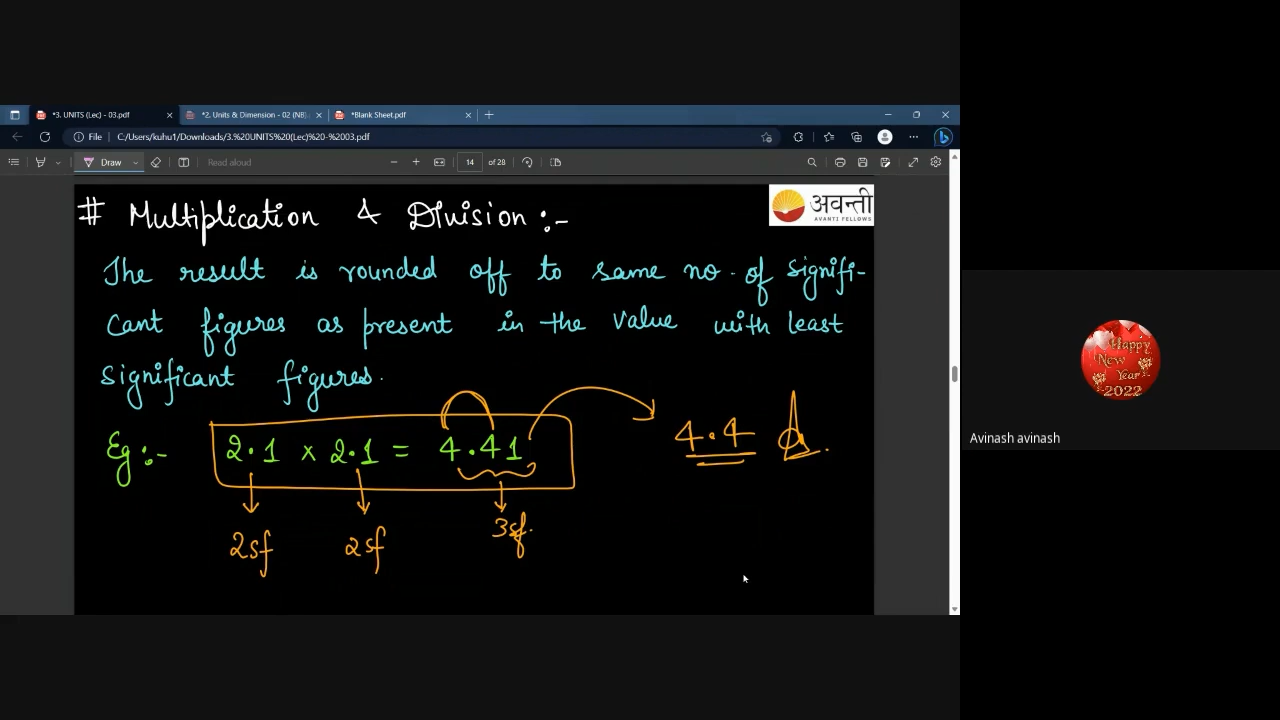 *3. UNITS (Lec) - 03.pdf
*2. Units & Dimension - 02 (NB).
*Blank Sheet.pdf
File
C:/Users/kuhu1/Downloads/3.%20UNITS%20(Lec)%20-%2003.pdf
Draw
Read aloud
14 of 28
# Multiplication & Division :-
अवन्ती
AVANTI FELLOWS
The result is rounded off to same no. of signifi-
cant figures as present in the value with least
significant figures.
Eg :- 2.1 x 2.1 = 4.41
4.4
2sf 2sf 3sf.
Happy
New
Year
2022
Avinash avinash